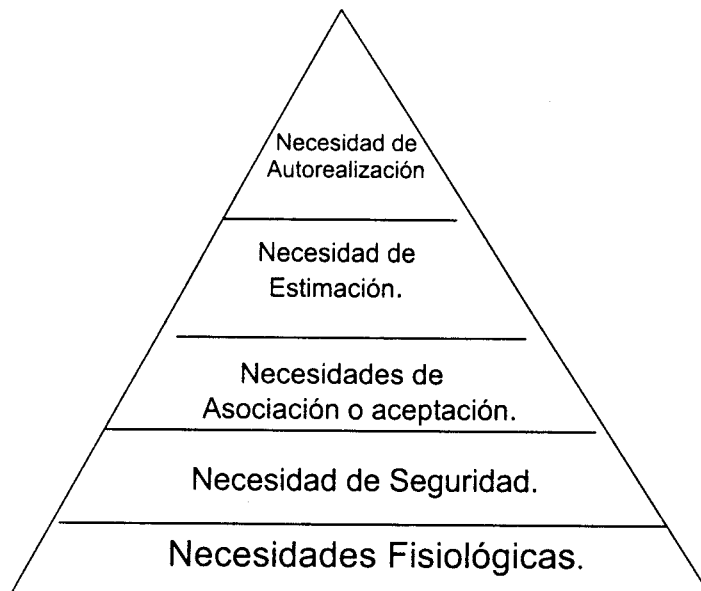 Necesidad de
Autorealización
Necesidad de
Estimación.
Necesidades de
Asociación o aceptación.
Necesidad de Seguridad.
Necesidades Fisiológicas.